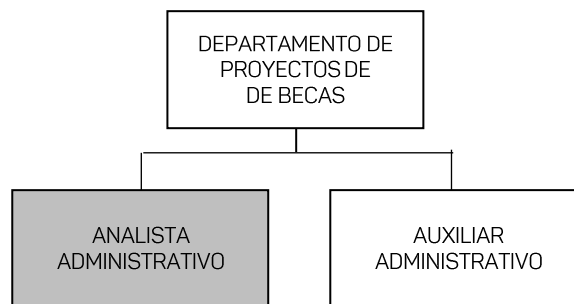 DEPARTAMENTO DE
PROYECTOS DE
DE BECAS
ANALISTA
ADMINISTRATIVO
AUXILIAR
ADMINISTRATIVO